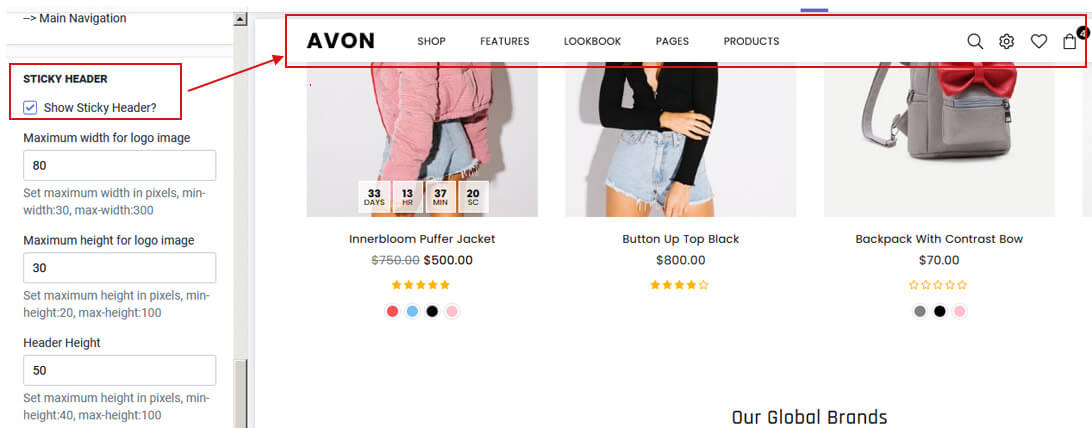 --> Main Navigation
STICKY HEADER
Show Sticky Header?
Maximum width for logo image
80
Set maximum width in pixels, min-
width:30, max-width:300
Maximum height for logo image
30
Set maximum height in pixels, min-
height:20, max-height:100
Header Height
50
Set maximum height in pixels, min-
height:40, max-height:100
AVON SHOP FEATURES LOOKBOOK PAGES PRODUCTS 4
33 13 37 20
DAYS HR MIN SC
Innerbloom Puffer Jacket
$750.00 $500.00
Button Up Top Black
$800.00
Backpack With Contrast Bow
$70.00
Our Global Brands